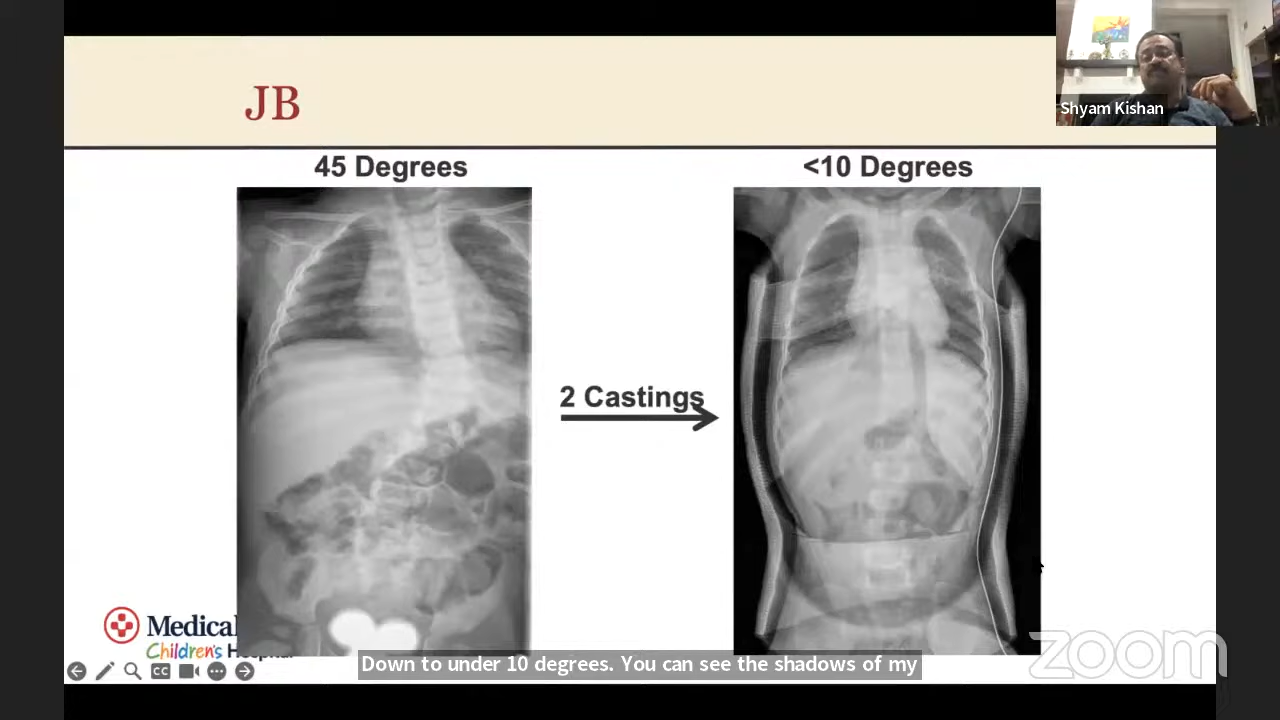 Shyam Kishan
JB
45 Degrees
<10 Degrees
2 Castings
Medical
Children's Hospital
CC
Down to under 10 degrees. You can see the shadows of my
zoom